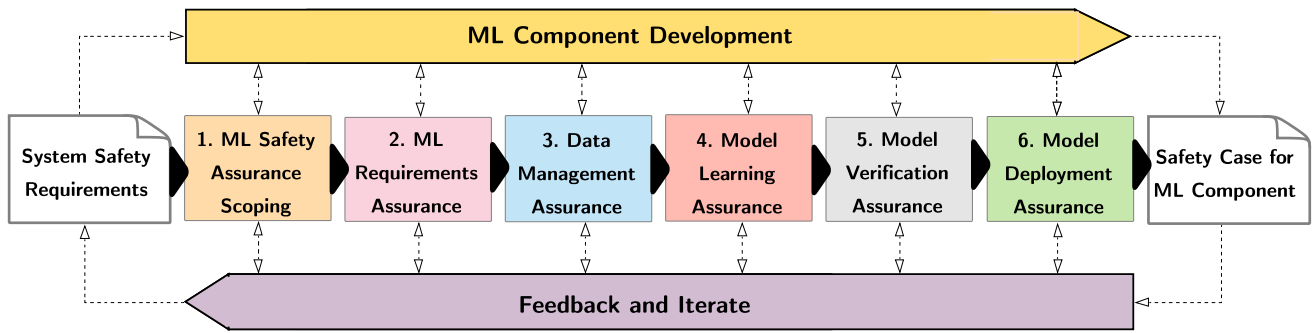 ML Component Development
System Safety
Requirements
1. ML Safety
Assurance
Scoping
2. ML
Requirements
Assurance
3. Data
Management
Assurance
4. Model
Learning
Assurance
5. Model
Verification
Assurance
6. Model
Deployment
Assurance
Safety Case for
ML Component
Feedback and Iterate